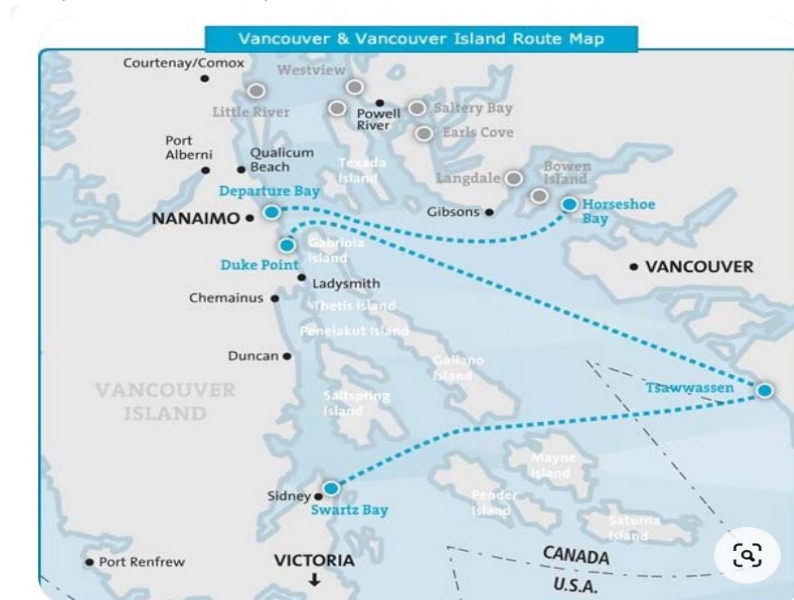 Vancouver & Vancouver Island Route Map
Courtenay/Comox
Westview
Little River
Powell
River
Saltery Bay
Earls Cove
Port
Alberni
Qualicum
Beach
Texada
Island
Langdale
Bowen
Island
Departure Bay
NANAIMO
Gibsons
Horseshoe
Bay
Gabriola
Island
Duke Point
VANCOUVER
Ladysmith
Chemainus
Thetis Island
Penelakut Island
Duncan
Galiano
Island
Tsawwassen
VANCOUVER
ISLAND
Saltspring
Island
Mayne
Island
Sidney
Swartz Bay
Pender
Island
Saturna
Island
Port Renfrew
VICTORIA
CANADA
U.S.A.